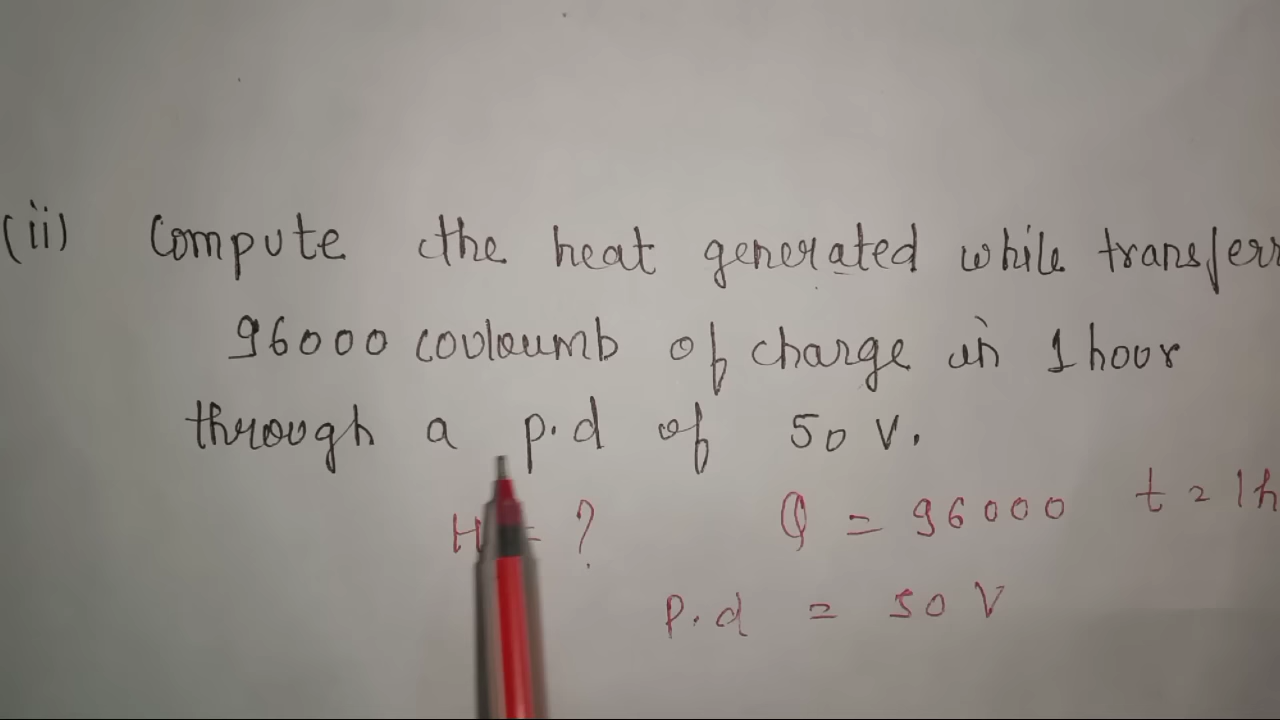 (ii) Compute the heat generated while transferr
96000 couloumb of charge in 1 hour
through a p.d of 50 V.
H = ? Q = 96000 t = 1h
P.d = 50 V